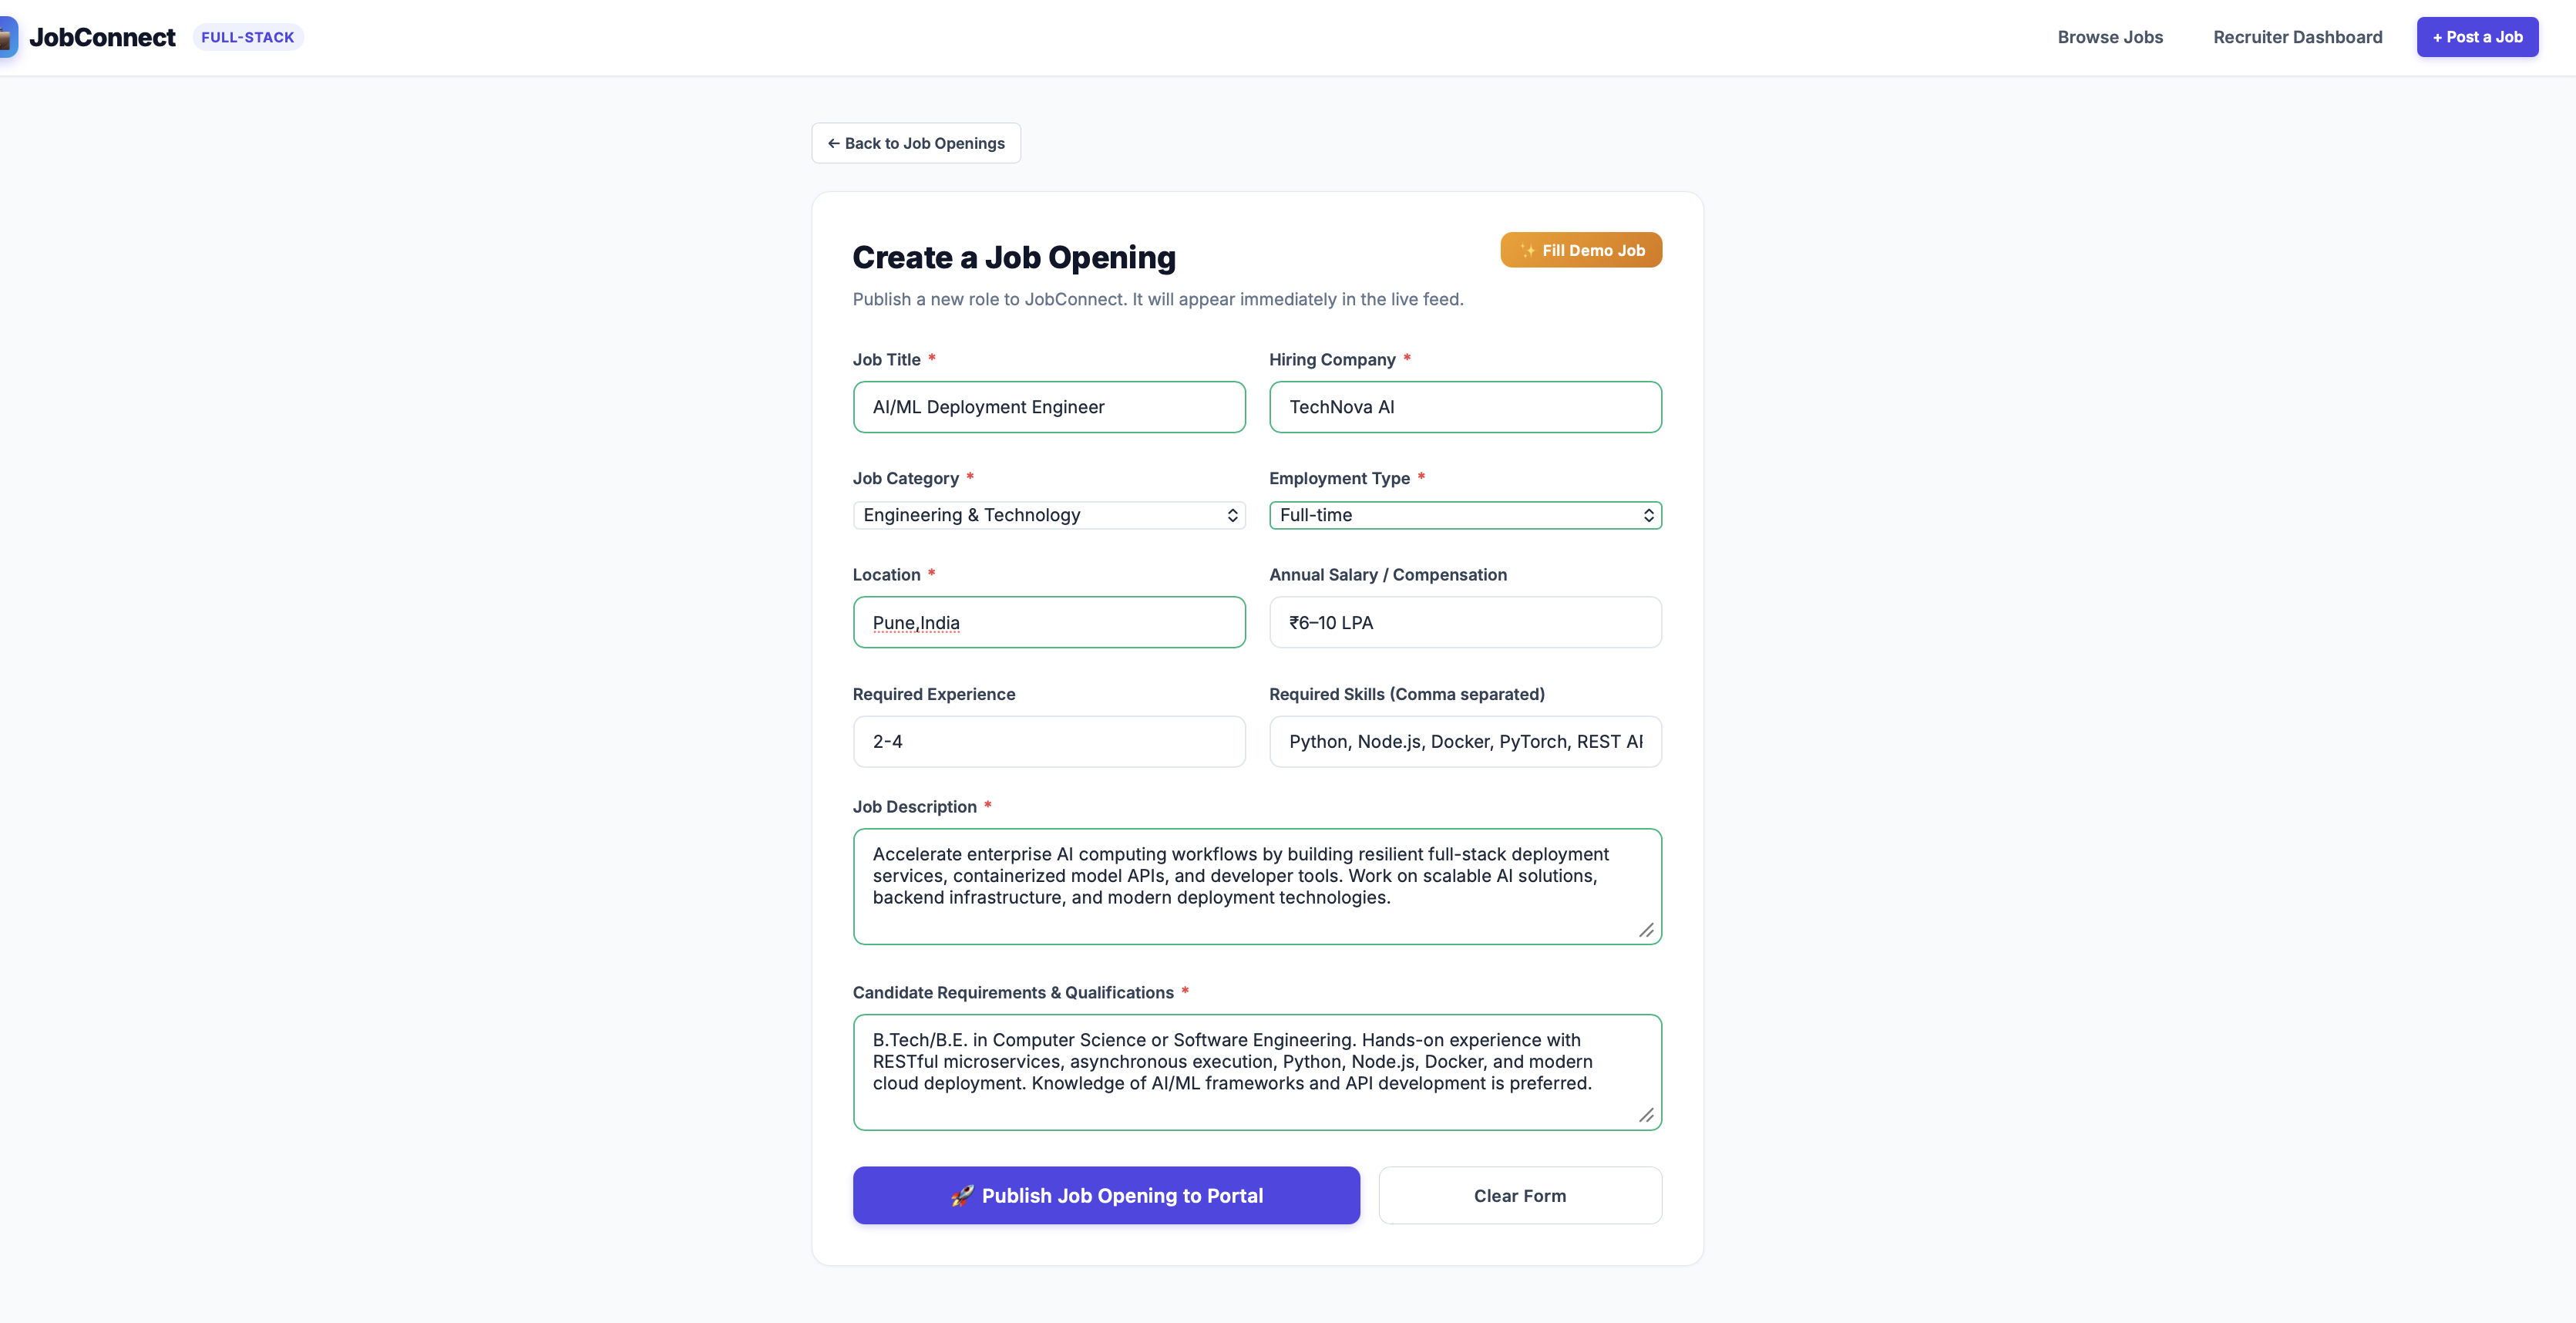 JobConnect FULL-STACK Browse Jobs Recruiter Dashboard + Post a Job
← Back to Job Openings
Create a Job Opening
✨ Fill Demo Job
Publish a new role to JobConnect. It will appear immediately in the live feed.
Job Title *
Hiring Company *
AI/ML Deployment Engineer
TechNova AI
Job Category *
Employment Type *
Engineering & Technology
Full-time
Location *
Annual Salary / Compensation
Pune,India
₹6–10 LPA
Required Experience
Required Skills (Comma separated)
2-4
Python, Node.js, Docker, PyTorch, REST
Job Description *
Accelerate enterprise AI computing workflows by building resilient full-stack deployment
services, containerized model APIs, and developer tools. Work on scalable AI solutions,
backend infrastructure, and modern deployment technologies.
Candidate Requirements & Qualifications *
B.Tech/B.E. in Computer Science or Software Engineering. Hands-on experience with
RESTful microservices, asynchronous execution, Python, Node.js, Docker, and modern
cloud deployment. Knowledge of AI/ML frameworks and API development is preferred.
🚀 Publish Job Opening to Portal
Clear Form